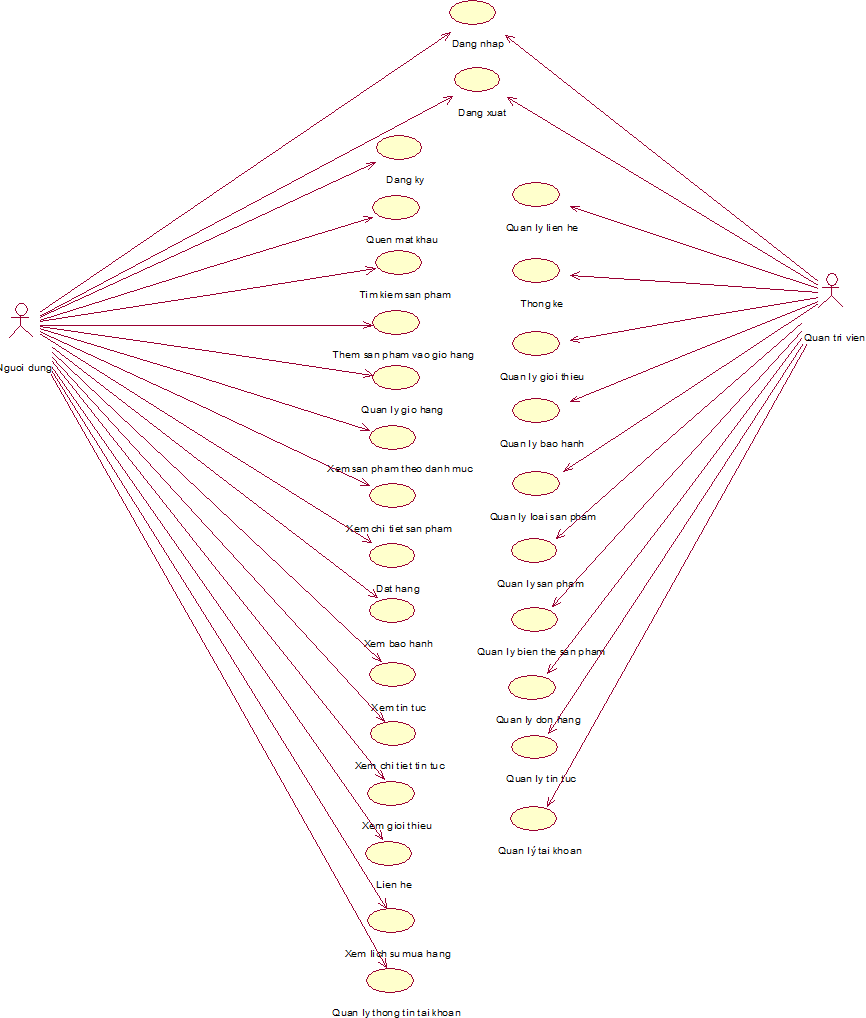 Dang nhap
Dang xuat
Dang ky
Quen mat khau
Quan ly lien he
Tim kiem san pham
Thong ke
Quan tri vien
Them san pham vao gio hang
Nguoi dung
Quan ly gioi thieu
Quan ly gio hang
Quan ly bao hanh
Xem san pham theo danh muc
Quan ly loai san pham
Xem chi tiet san pham
Quan ly san pham
Dat hang
Xem bao hanh
Quan ly bien the san pham
Xem tin tuc
Quan ly don hang
Xem chi tiet tin tuc
Quan ly tin tuc
Xem gioi thieu
Quan lý tai khoan
Lien he
Xem lich su mua hang
Quan ly thong tin tai khoan